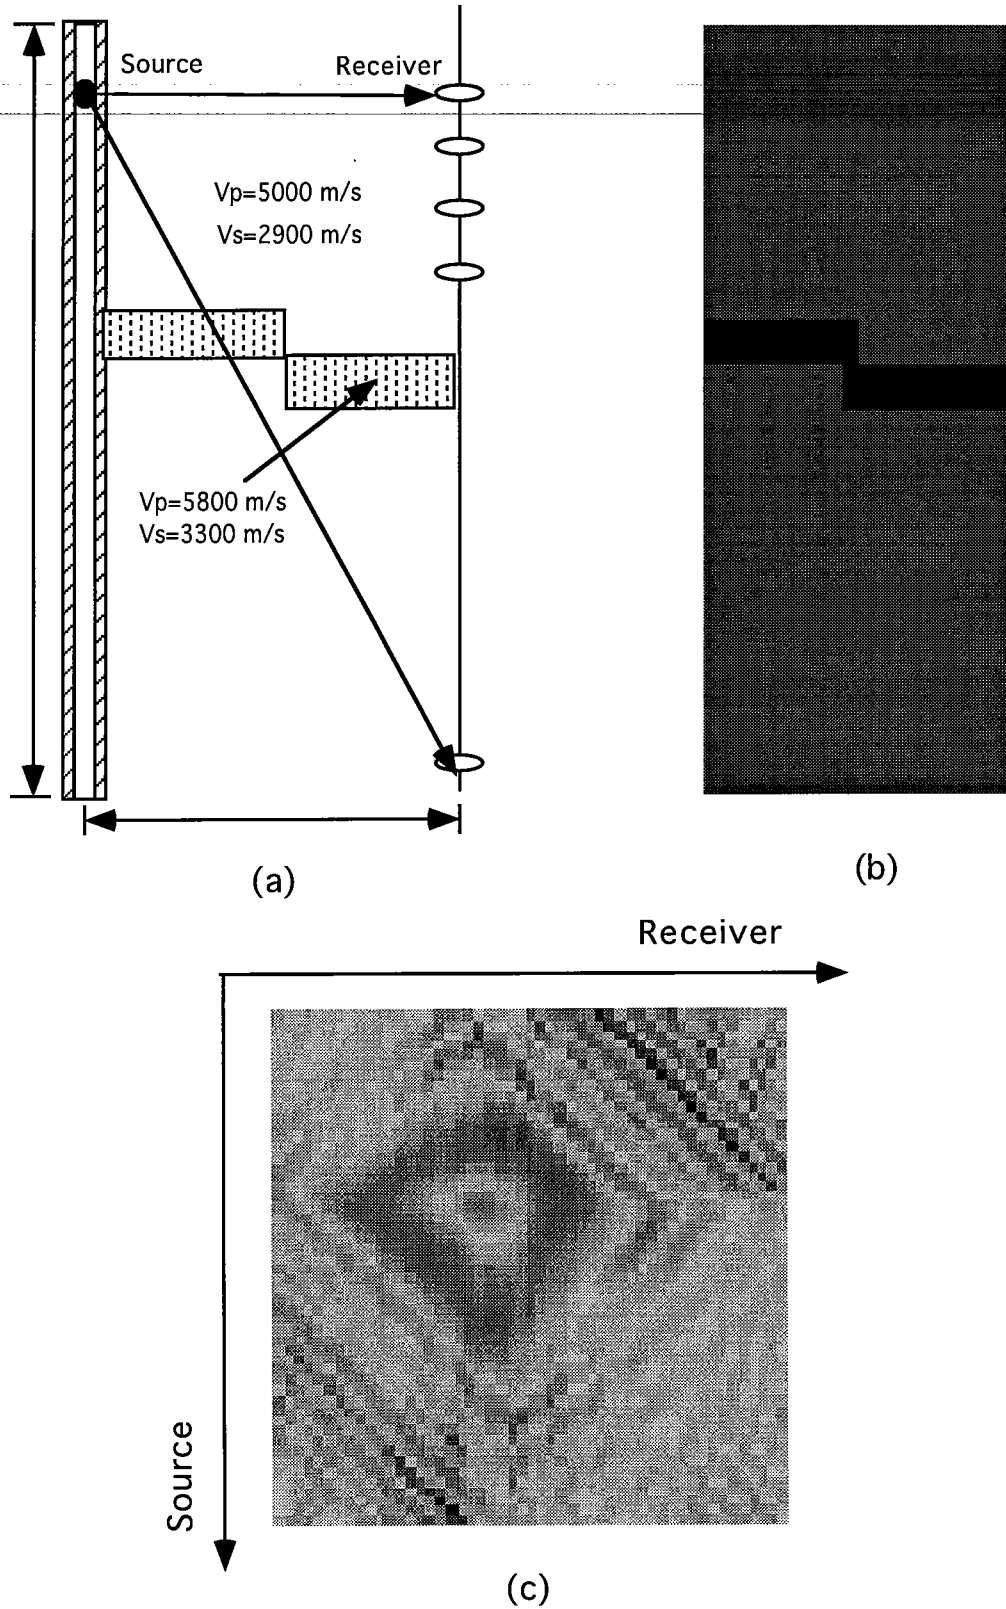 Source
Receiver
Vp=5000 m/s
Vs=2900 m/s
Vp=5800 m/s
Vs=3300 m/s
(a)
(b)
Receiver
Source
(c)